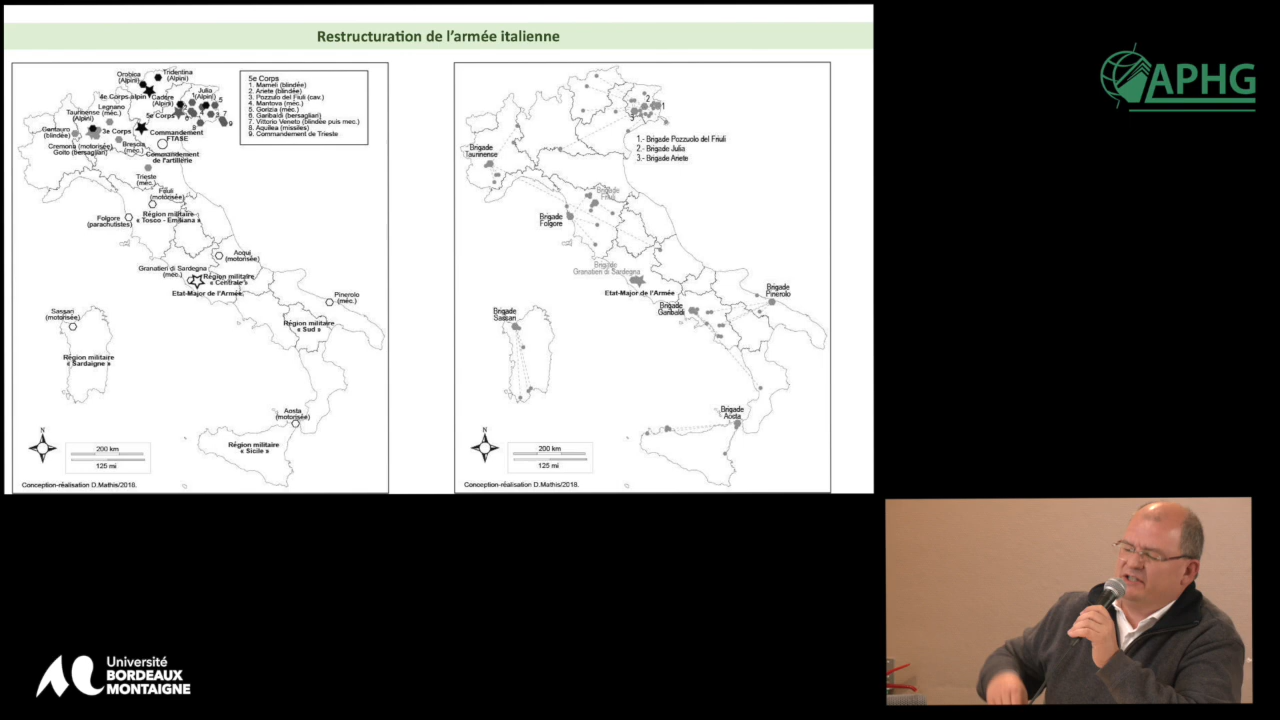 Restructuration de l'armée italienne
Orobica
(Alpini)
Tridentina
(Alpini)
4e Corps alpin
Cadore
(Alpini)
Julia
(Alpini)
Legnano
(méc.)
Taurinense
(Alpini)
5e Corps
Centauro
(blindée)
3e Corps
Cremona (motorisée)
Goito (bersaglieri)
Brescia
(méc.)
Commandement
FTASE
Commandement
de l'artillerie
Trieste
(méc.)
Friuli
(motorisée)
Folgore
(parachutistes)
Région militaire
« Tosco - Emiliana »
Acqui
(motorisée)
Granatieri di Sardegna
(méc.)
Région militaire
« Centrale »
Etat-Major de l'Armée
Pinerolo
(méc.)
Sassari
(motorisée)
Région militaire
« Sud »
Région militaire
« Sardaigne »
Aosta
(motorisée)
Région militaire
« Sicile »
N
200 km
125 mi
Conception-réalisation D.Mathis/2018.
5e Corps
1. Mameli (blindée)
2. Ariete (blindée)
3. Pozzulo del Fiuli (cav.)
4. Mantova (méc.)
5. Gorizia (méc.)
6. Garibaldi (bersaglieri)
7. Vittorio Veneto (blindée puis mec.)
8. Aquilea (missiles)
9. Commandement de Trieste
2
1
3
1.- Brigade Pozzuolo del Friuli
2.- Brigade Julia
3.- Brigade Ariete
Brigade
Taurinense
Brigade
Friuli
Brigade
Folgore
Brigade
Granatieri di Sardegna
Etat-Major de l'Armée
Brigade
Garibaldi
Brigade
Pinerolo
Brigade
Sassari
Brigade
Aosta
N
200 km
125 mi
Conception-réalisation D.Mathis/2018.
APHG
Université
BORDEAUX
MONTAIGNE